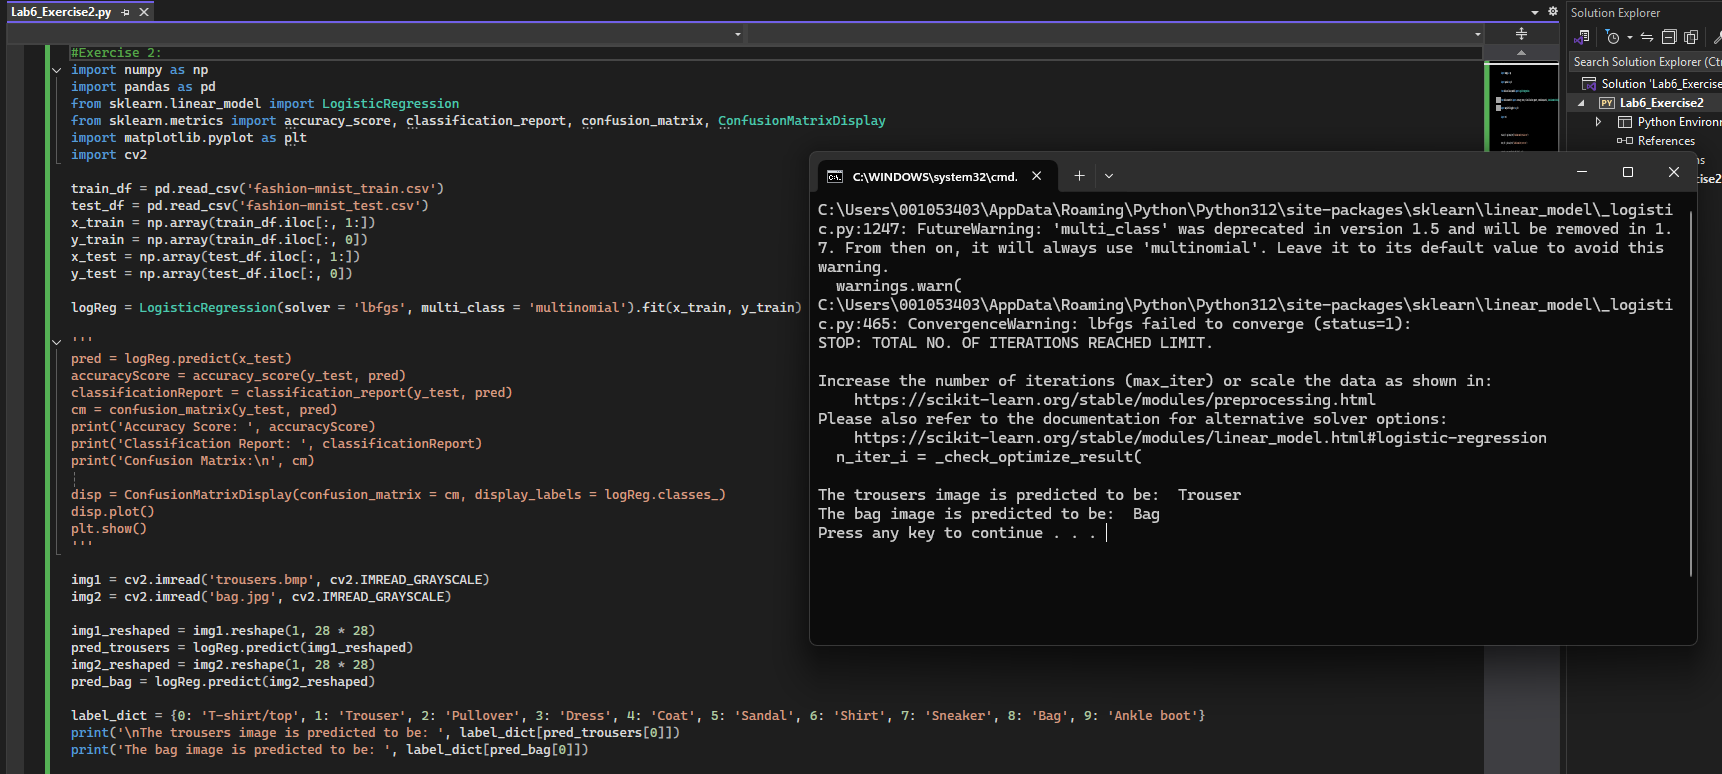 Lab6_Exercise2.py
#Exercise 2:
import numpy as np
import pandas as pd
from sklearn.linear_model import LogisticRegression
from sklearn.metrics import accuracy_score, classification_report, confusion_matrix, ConfusionMatrixDisplay
import matplotlib.pyplot as plt
import cv2
train_df = pd.read_csv('fashion-mnist_train.csv')
test_df = pd.read_csv('fashion-mnist_test.csv')
x_train = np.array(train_df.iloc[:, 1:])
y_train = np.array(train_df.iloc[:, 0])
x_test = np.array(test_df.iloc[:, 1:])
y_test = np.array(test_df.iloc[:, 0])
logReg = LogisticRegression(solver = 'lbfgs', multi_class = 'multinomial').fit(x_train, y_train)
'''
pred = logReg.predict(x_test)
accuracyScore = accuracy_score(y_test, pred)
classificationReport = classification_report(y_test, pred)
cm = confusion_matrix(y_test, pred)
print('Accuracy Score: ', accuracyScore)
print('Classification Report: ', classificationReport)
print('Confusion Matrix:\n', cm)
disp = ConfusionMatrixDisplay(confusion_matrix = cm, display_labels = logReg.classes_)
disp.plot()
plt.show()
'''
img1 = cv2.imread('trousers.bmp', cv2.IMREAD_GRAYSCALE)
img2 = cv2.imread('bag.jpg', cv2.IMREAD_GRAYSCALE)
img1_reshaped = img1.reshape(1, 28 * 28)
pred_trousers = logReg.predict(img1_reshaped)
img2_reshaped = img2.reshape(1, 28 * 28)
pred_bag = logReg.predict(img2_reshaped)
label_dict = {0: 'T-shirt/top', 1: 'Trouser', 2: 'Pullover', 3: 'Dress', 4: 'Coat', 5: 'Sandal', 6: 'Shirt', 7: 'Sneaker', 8: 'Bag', 9: 'Ankle boot'}
print('\nThe trousers image is predicted to be: ', label_dict[pred_trousers[0]])
print('The bag image is predicted to be: ', label_dict[pred_bag[0]])
C:\WINDOWS\system32\cmd.
C:\Users\001053403\AppData\Roaming\Python\Python312\site-packages\sklearn\linear_model\_logisti
c.py:1247: FutureWarning: 'multi_class' was deprecated in version 1.5 and will be removed in 1.
7. From then on, it will always use 'multinomial'. Leave it to its default value to avoid this
warning.
warnings.warn(
C:\Users\001053403\AppData\Roaming\Python\Python312\site-packages\sklearn\linear_model\_logisti
c.py:465: ConvergenceWarning: lbfgs failed to converge (status=1):
STOP: TOTAL NO. OF ITERATIONS REACHED LIMIT.
Increase the number of iterations (max_iter) or scale the data as shown in:
https://scikit-learn.org/stable/modules/preprocessing.html
Please also refer to the documentation for alternative solver options:
https://scikit-learn.org/stable/modules/linear_model.html#logistic-regression
n_iter_i = _check_optimize_result(
The trousers image is predicted to be:  Trouser
The bag image is predicted to be:  Bag
Press any key to continue . . .
Solution Explorer
Search Solution Explorer (Ctr
Solution 'Lab6_Exercise
PY Lab6_Exercise2
Python Environ
References
ns
cise2